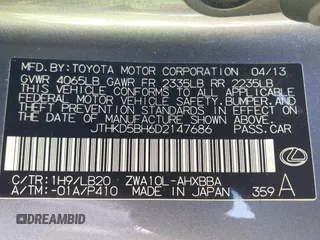 MFD. BY: TOYOTA MOTOR CORPORATION 04/13
GVWR 4065LB GAWR FR 2335LB RR 2235LB
THIS VEHICLE CONFORMS TO ALL APPLICABLE
FEDERAL MOTOR VEHICLE SAFETY, BUMPER, AND
THEFT PREVENTION STANDARDS IN EFFECT ON
THE DATE OF MANUFACTURE SHOWN ABOVE.
JTHKD5BH6D2147686 PASS. CAR
C/TR: 1H9/LB20 ZWA10L-AHXBBA
A/TM: -01A/P410 MADE IN JAPAN 359 A